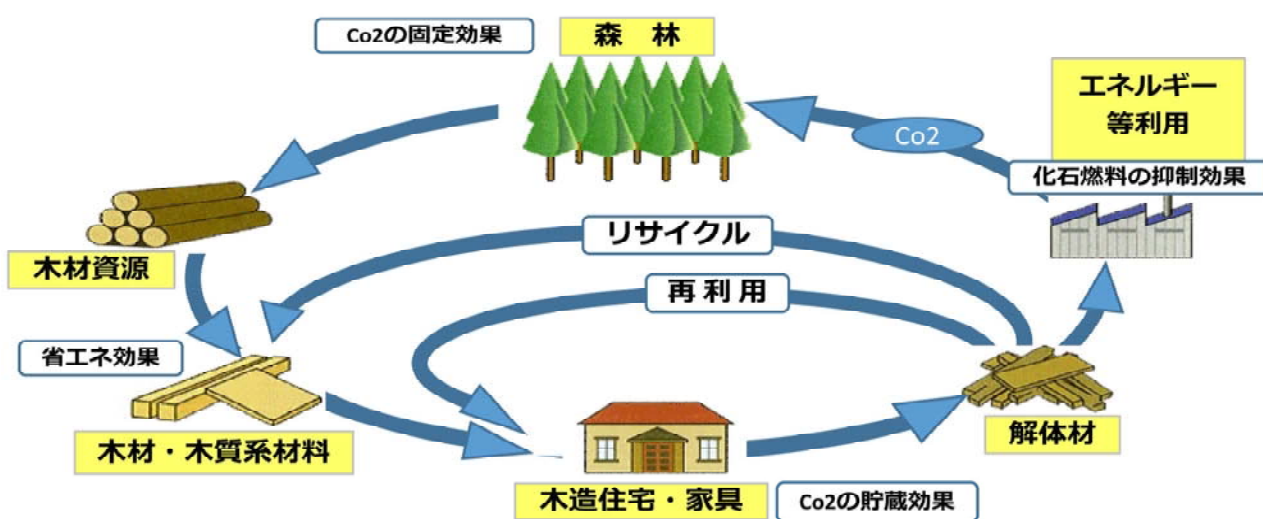 Co2の固定効果
森　林
エネルギー
等利用
Co2
化石燃料の抑制効果
リサイクル
木材資源
再 利 用
省エネ効果
解体材
木材・木質系材料
木造住宅・家具
Co2の貯蔵効果